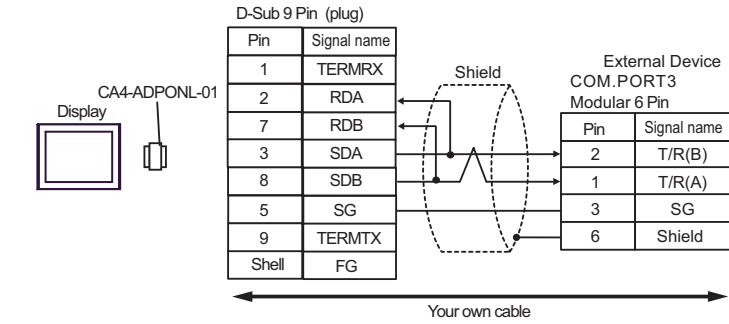 D-Sub 9 Pin (plug)
Pin Signal name
1 TERMRX
2 RDA
7 RDB
3 SDA
8 SDB
5 SG
9 TERMTX
Shell FG
CA4-ADPONL-01
Display
Shield
External Device
COM.PORT3
Modular 6 Pin
Pin Signal name
2 T/R(B)
1 T/R(A)
3 SG
6 Shield
Your own cable